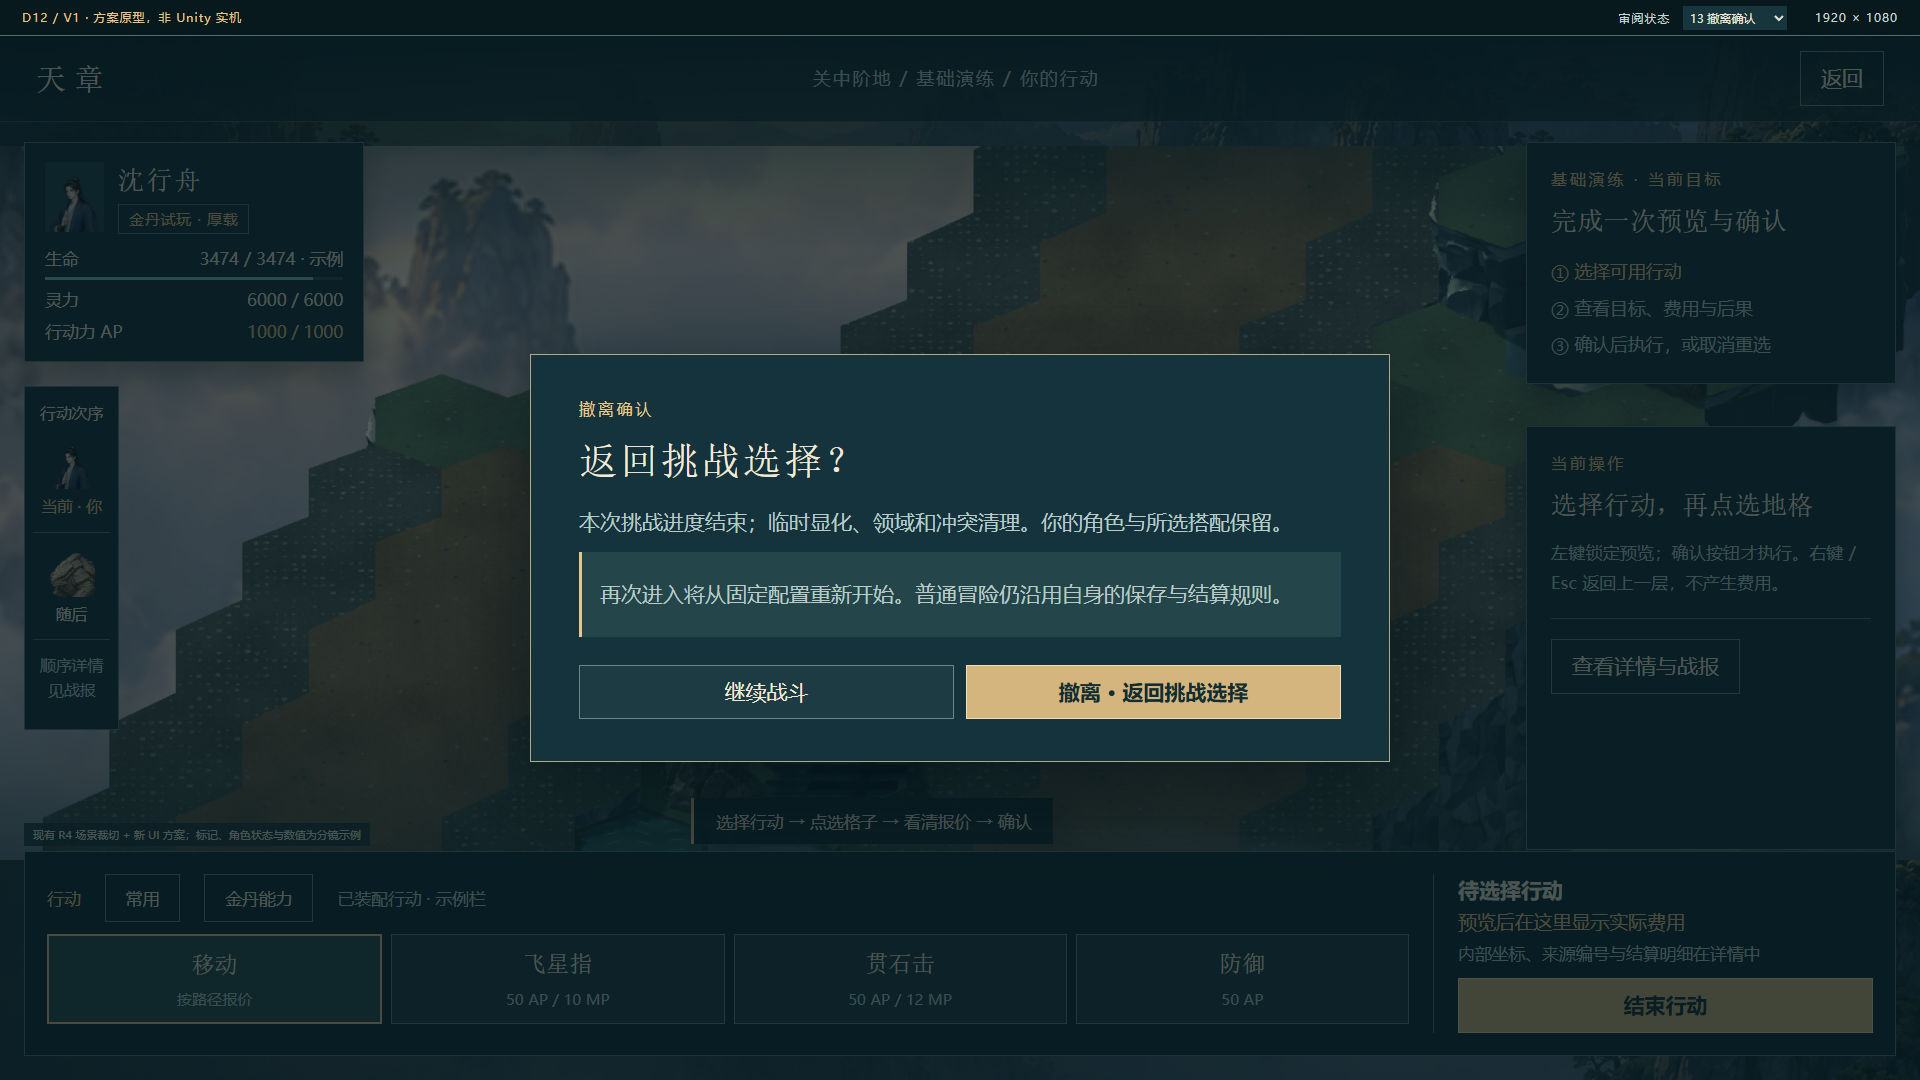 D12 / V1 · 方案原型，非 Unity 实机
审阅状态
13 撤离确认
1920 × 1080
天章
关中阶地 / 基础演练 / 你的行动
返回
沈行舟
金丹试玩 · 厚载
生命 3474 / 3474 · 示例
灵力 6000 / 6000
行动力 AP 1000 / 1000
行动次序
当前 · 你
随后
顺序详情
见战报
基础演练 · 当前目标
完成一次预览与确认
① 选择可用行动
② 查看目标、费用与后果
③ 确认后执行，或取消重选
当前操作
选择行动，再点选地格
左键锁定预览；确认按钮才执行。右键 /
Esc 返回上一层，不产生费用。
查看详情与战报
撤离确认
返回挑战选择？
本次挑战进度结束；临时显化、领域和冲突清理。你的角色与所选搭配保留。
再次进入将从固定配置重新开始。普通冒险仍沿用自身的保存与结算规则。
继续战斗
撤离 · 返回挑战选择
选择行动 → 点选格子 → 看清报价 → 确认
现有 R4 场景裁切 + 新 UI 方案；标记、角色状态与数值为分镜示例
行动
常用
金丹能力
已装配行动 · 示例栏
移动
按路径报价
飞星指
50 AP / 10 MP
贯石击
50 AP / 12 MP
防御
50 AP
待选择行动
预览后在这里显示实际费用
内部坐标、来源编号与结算明细在详情中
结束行动